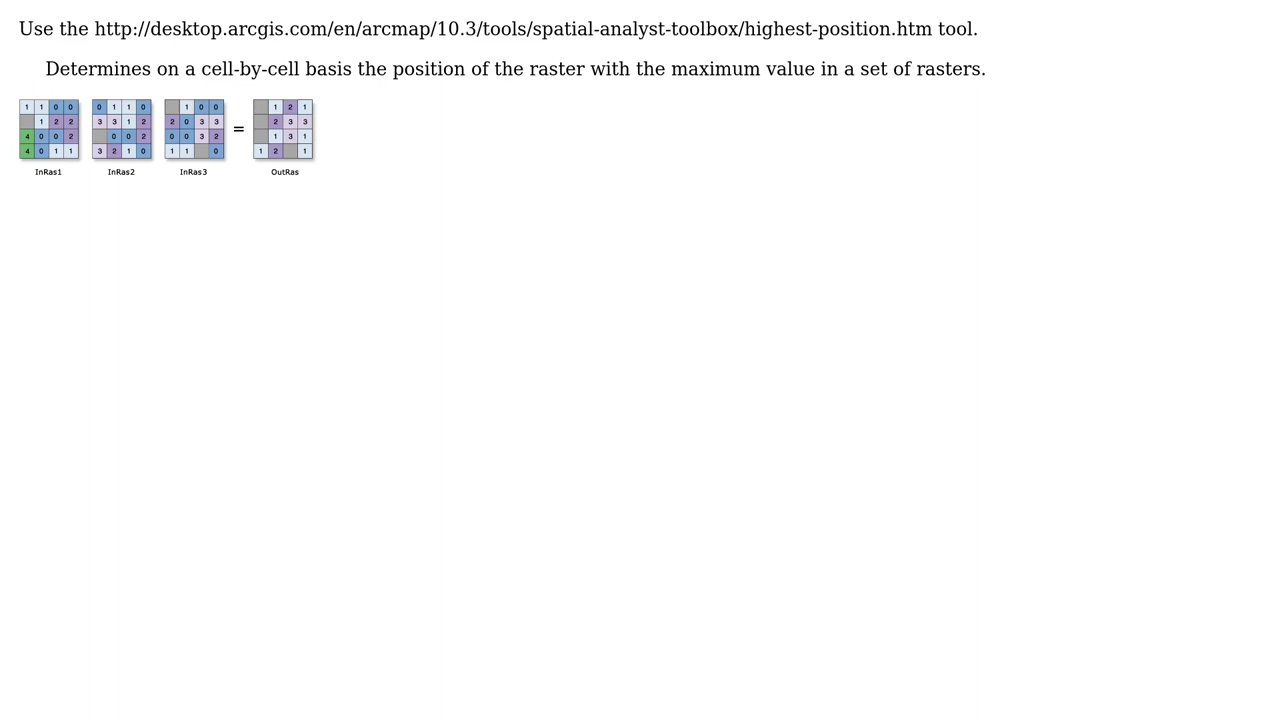 Use the http://desktop.arcgis.com/en/arcmap/10.3/tools/spatial-analyst-toolbox/highest-position.htm tool.
Determines on a cell-by-cell basis the position of the raster with the maximum value in a set of rasters.
1 1 0 0 0 1 1 0 1 0 0 1 2 1
1 2 2 3 3 1 2 2 0 3 3 = 2 3 3
4 0 0 2 0 0 2 0 0 3 2 1 3 1
4 0 1 1 3 2 1 0 1 1 0 1 2 1
InRas1 InRas2 InRas3 OutRas